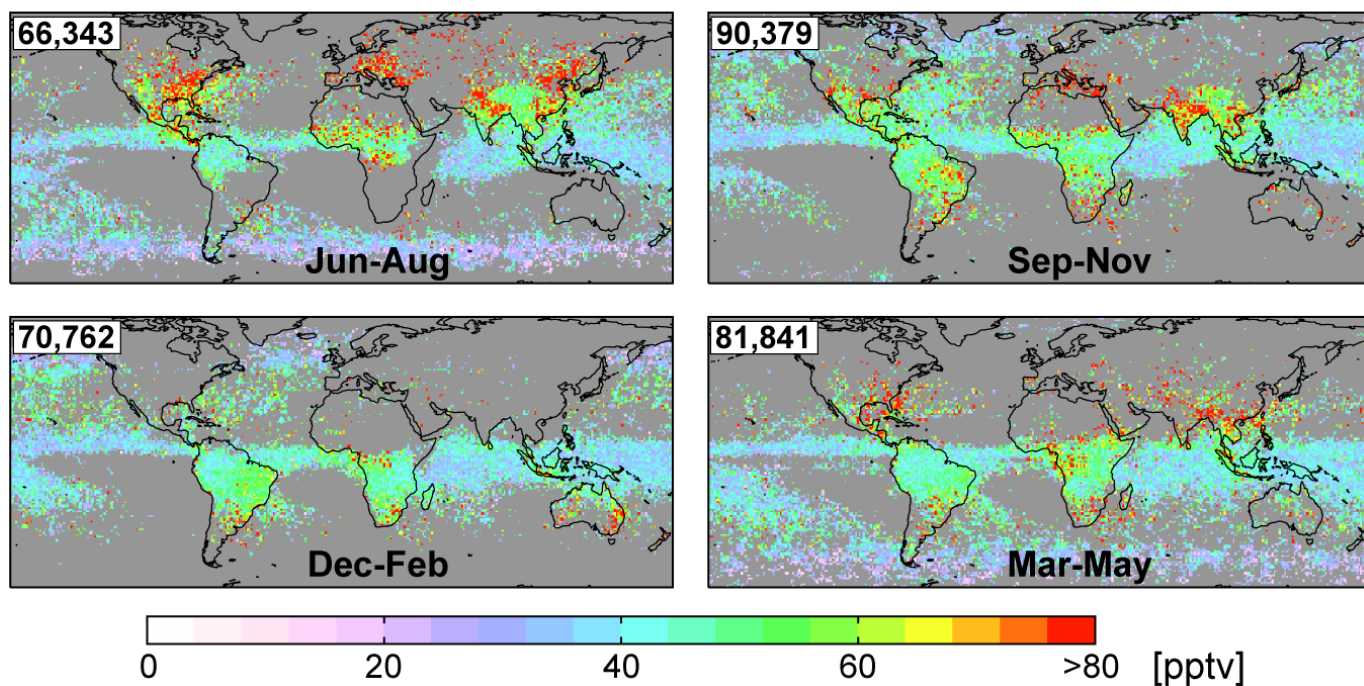 66,343
Jun-Aug
90,379
Sep-Nov
70,762
Dec-Feb
81,841
Mar-May
0 20 40 60 >80 [pptv]